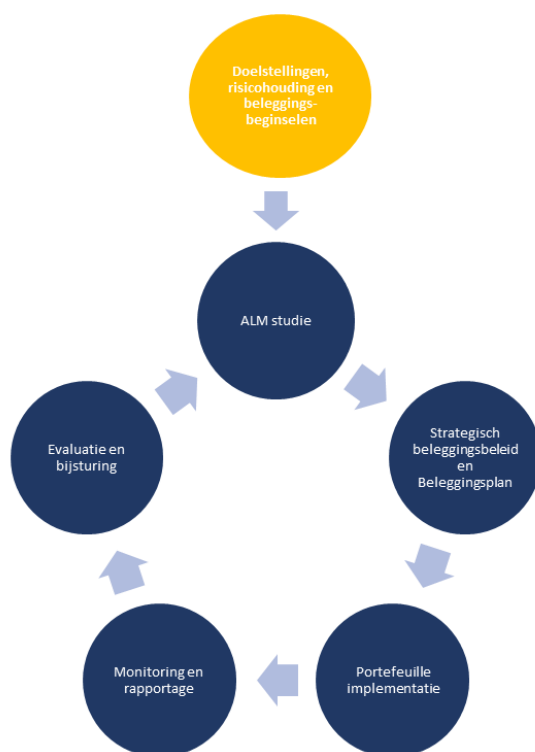 Doelstellingen,
risicohouding en
beleggings-
beginselen
ALM studie
Strategisch
beleggingsbeleid
en
Beleggingsplan
Portefeuille
implementatie
Monitoring en
rapportage
Evaluatie en
bijsturing